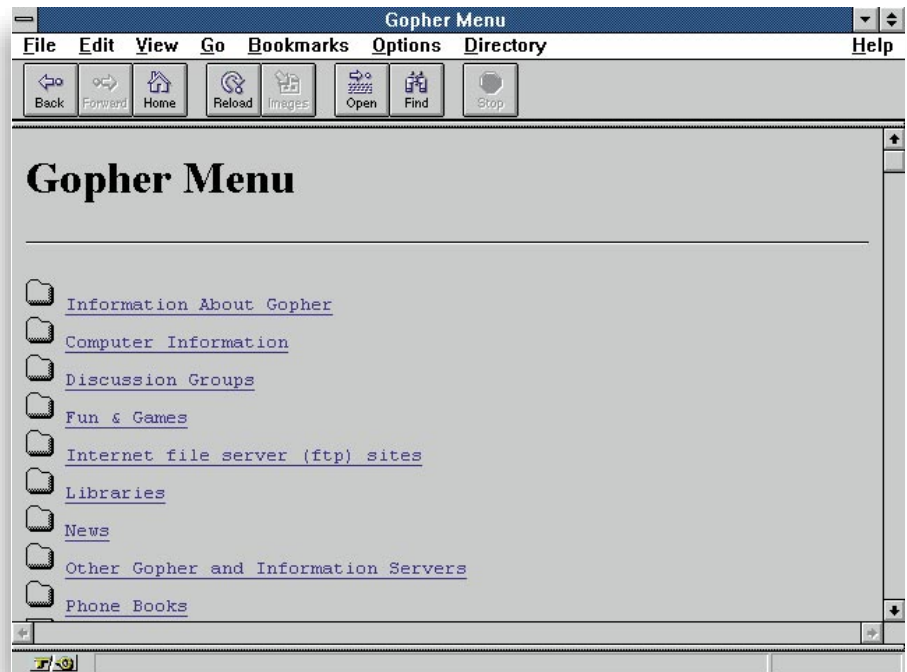 Gopher Menu
File Edit View Go Bookmarks Options Directory Help
Back Forward Home Reload Images Open Find Stop
Gopher Menu
Information About Gopher
Computer Information
Discussion Groups
Fun & Games
Internet file server (ftp) sites
Libraries
News
Other Gopher and Information Servers
Phone Books